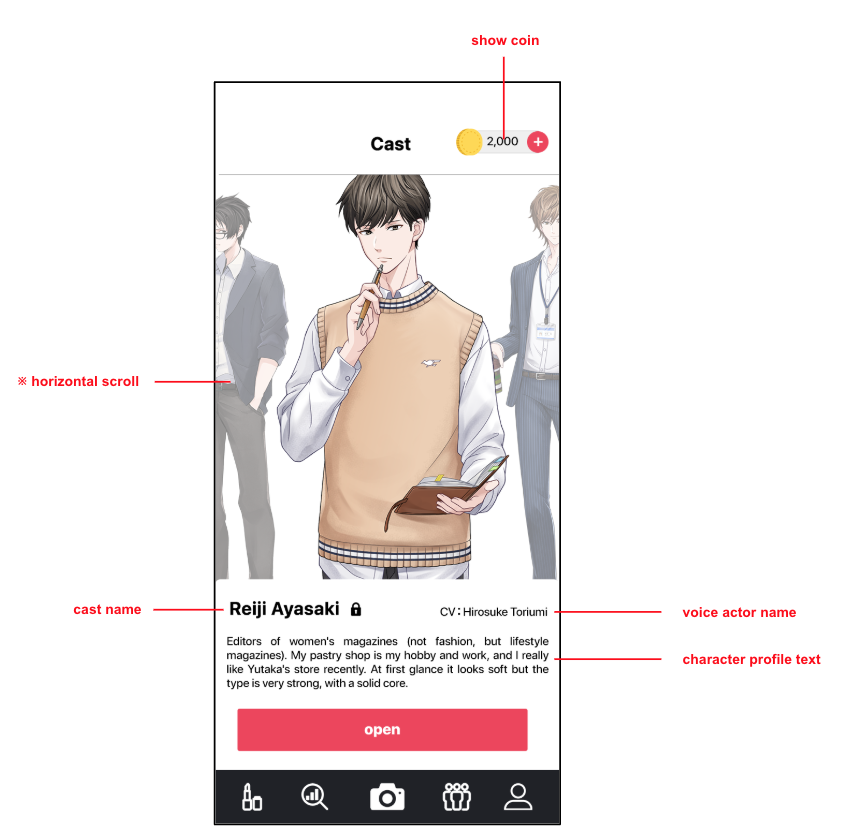 show coin
Cast
2,000
※ horizontal scroll
cast name
Reiji Ayasaki
CV：Hirosuke Toriumi
voice actor name
Editors of women's magazines (not fashion, but lifestyle
magazines). My pastry shop is my hobby and work, and I really
like Yutaka's store recently. At first glance it looks soft but the
type is very strong, with a solid core.
character profile text
open